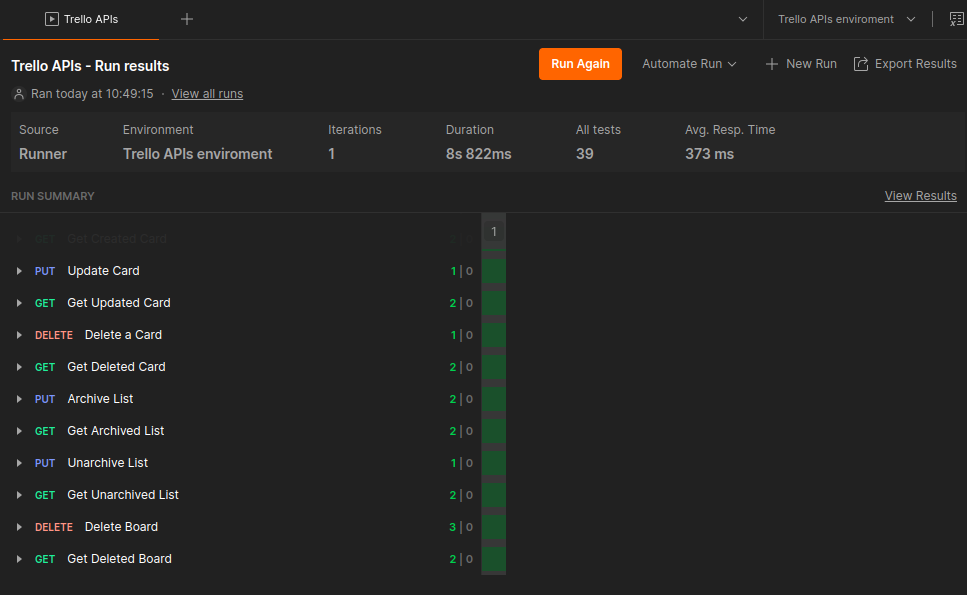 Trello APIs
Trello APIs enviroment
Trello APIs - Run results
Run Again
Automate Run
New Run
Export Results
Ran today at 10:49:15 · View all runs
Source Environment Iterations Duration All tests Avg. Resp. Time
Runner Trello APIs enviroment 1 8s 822ms 39 373 ms
RUN SUMMARY
View Results
1
GET Get Created Card 2 | 0
PUT Update Card 1 | 0
GET Get Updated Card 2 | 0
DELETE Delete a Card 1 | 0
GET Get Deleted Card 2 | 0
PUT Archive List 2 | 0
GET Get Archived List 2 | 0
PUT Unarchive List 1 | 0
GET Get Unarchived List 2 | 0
DELETE Delete Board 3 | 0
GET Get Deleted Board 2 | 0